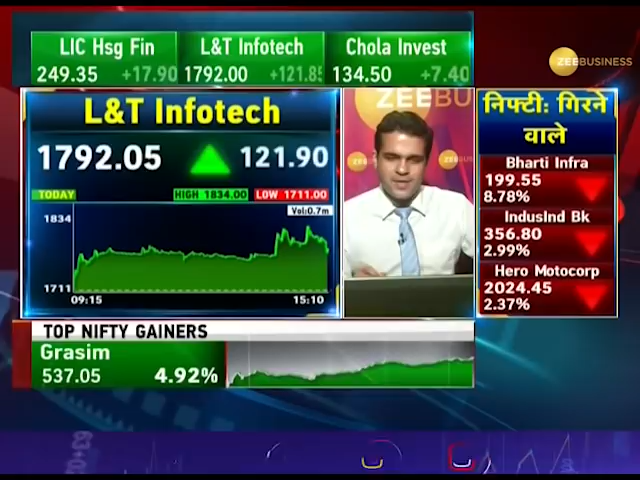 LIC Hsg Fin
249.35 +17.90
L&T Infotech
1792.00 +121.85
Chola Invest
134.50 +7.40
ZEEBUSINESS
L&T Infotech
1792.05 121.90
TODAY
HIGH 1834.00 LOW 1711.00
Vol:0.7m
1834
1711
09:15 15:10
ZEEBU
ZEEBU
निफ्टी: गिरने
वाले
Bharti Infra
199.55
8.78%
IndusInd Bk
356.80
2.99%
Hero Motocorp
2024.45
2.37%
TOP NIFTY GAINERS
Grasim
537.05 4.92%